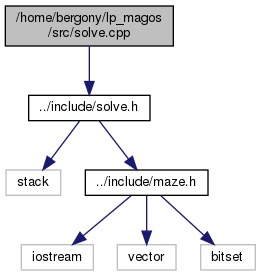 /home/bergony/lp_magos
/src/solve.cpp
../include/solve.h
stack
../include/maze.h
iostream
vector
bitset